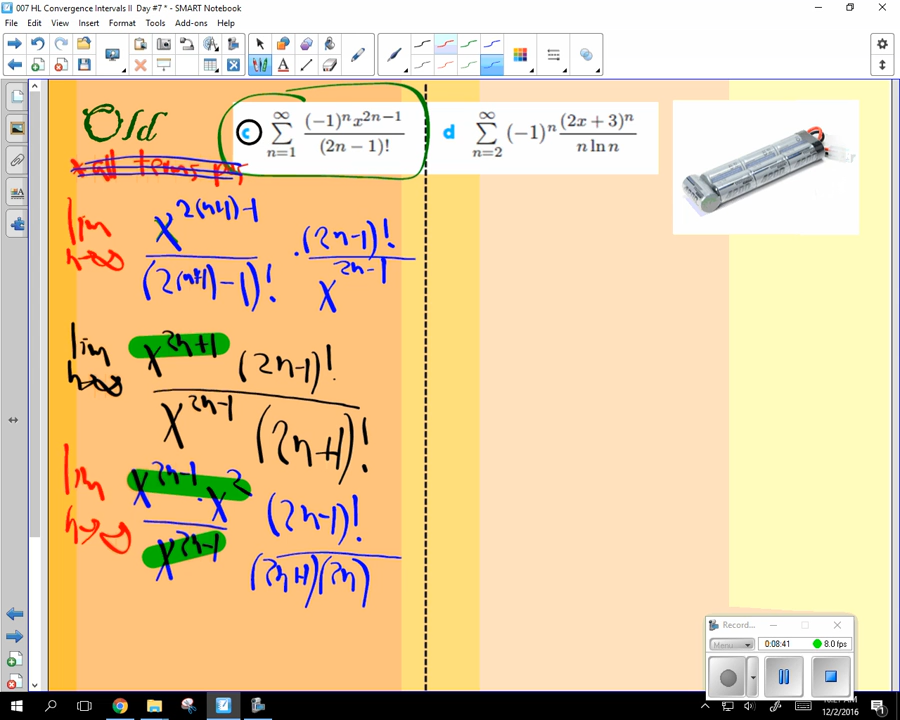 007 HL Convergence Intervals II Day #7 * - SMART Notebook
File Edit View Insert Format Tools Add-ons Help
Old
c ∑_{n=1}^{∞} (-1)^n x^{2n-1} / (2n - 1)!
d ∑_{n=2}^{∞} (-1)^n (2x + 3)^n / n ln n
*all terms
lim n→∞ x^{2(n+1)-1} / (2(n+1)-1)! · (2n-1)! / x^{2n-1}
lim n→∞ x^{2n+1} (2n-1)! / x^{2n-1} (2n+1)!
lim n→∞ x^{2n-1} · x^2 / x^{2n-1} (2n-1)! / (2n+1)(2n)
Record...
Menu 0:08:41 8.0 fps
12/2/2016